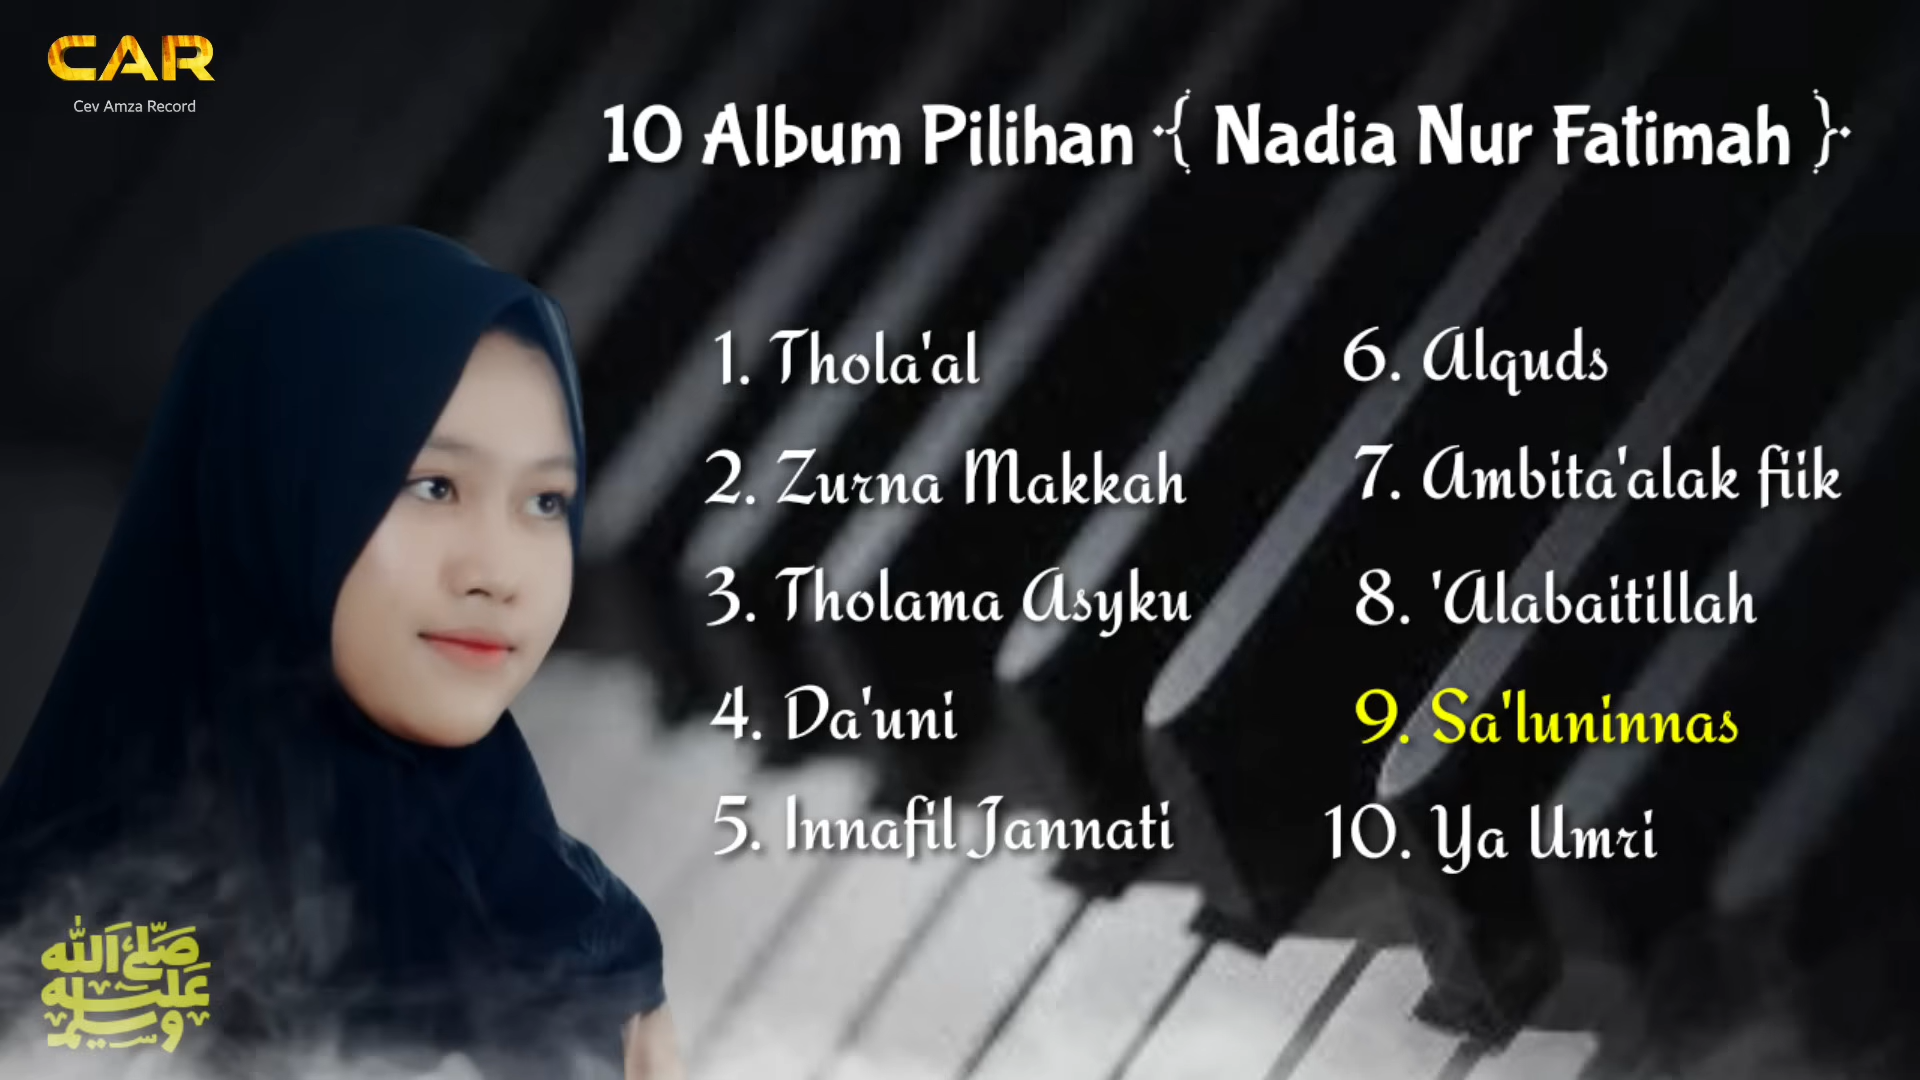 CAR
Cev Amza Record
10 Album Pilihan { Nadia Nur Fatimah }
1. Thola'al
2. Zurna Makkah
3. Tholama Asyku
4. Da'uni
5. Innafil Jannati
6. Alquds
7. Ambita'alak fiik
8. 'Alabaitillah
9. Sa'luninnas
10. Ya Umri
صلى الله
عليه
وسلم